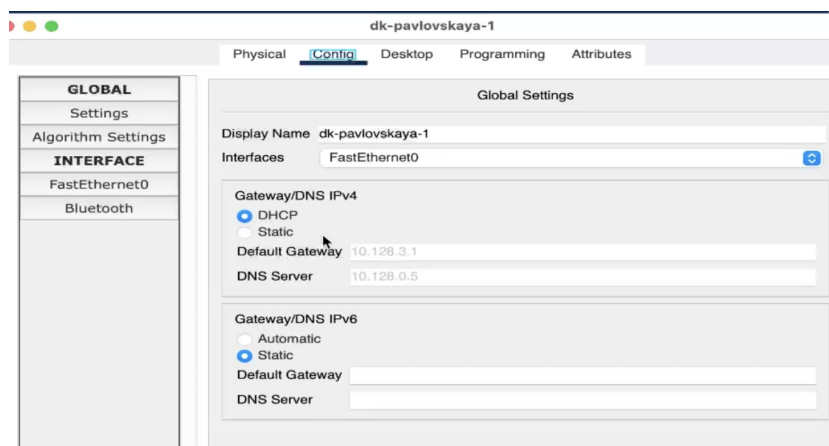 dk-pavlovskaya-1
Physical Config Desktop Programming Attributes
GLOBAL
Settings
Algorithm Settings
INTERFACE
FastEthernet0
Bluetooth
Global Settings
Display Name dk-pavlovskaya-1
Interfaces FastEthernet0
Gateway/DNS IPv4
DHCP
Static
Default Gateway 10.128.3.1
DNS Server 10.128.0.5
Gateway/DNS IPv6
Automatic
Static
Default Gateway
DNS Server